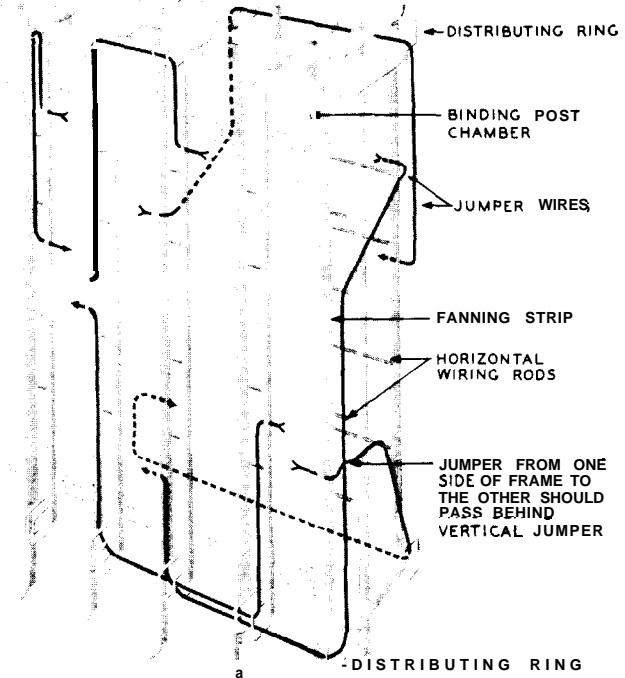 DISTRIBUTING RING
BINDING POST
CHAMBER
JUMPER WIRES
FANNING STRIP
HORIZONTAL
WIRING RODS
JUMPER FROM ONE
SIDE OF FRAME TO
THE OTHER SHOULD
PASS BEHIND
VERTICAL JUMPER
-DISTRIBUTING RING
a